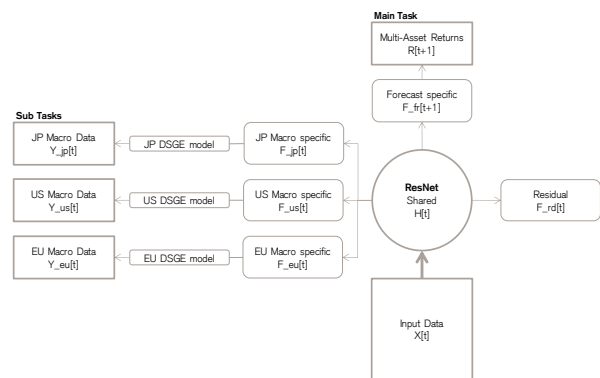 Main Task
Multi-Asset Returns
R[t+1]
Forecast specific
F_fr[t+1]
Sub Tasks
JP Macro Data
Y_jp[t]
JP DSGE model
JP Macro specific
F_jp[t]
US Macro Data
Y_us[t]
US DSGE model
US Macro specific
F_us[t]
EU Macro Data
Y_eu[t]
EU DSGE model
EU Macro specific
F_eu[t]
ResNet
Shared
H[t]
Residual
F_rd[t]
Input Data
X[t]